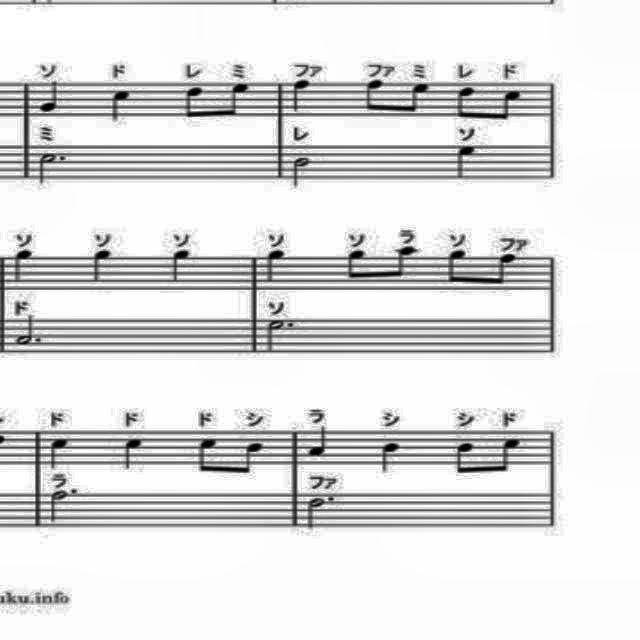 ソ ド レ ミ ファ ファ ミ レ ド
ミ レ ソ
ソ ソ ソ ソ ソ ラ ソ ファ
ド ソ
ド ド ド シ ラ シ シ ド
ラ ファ
uku.info